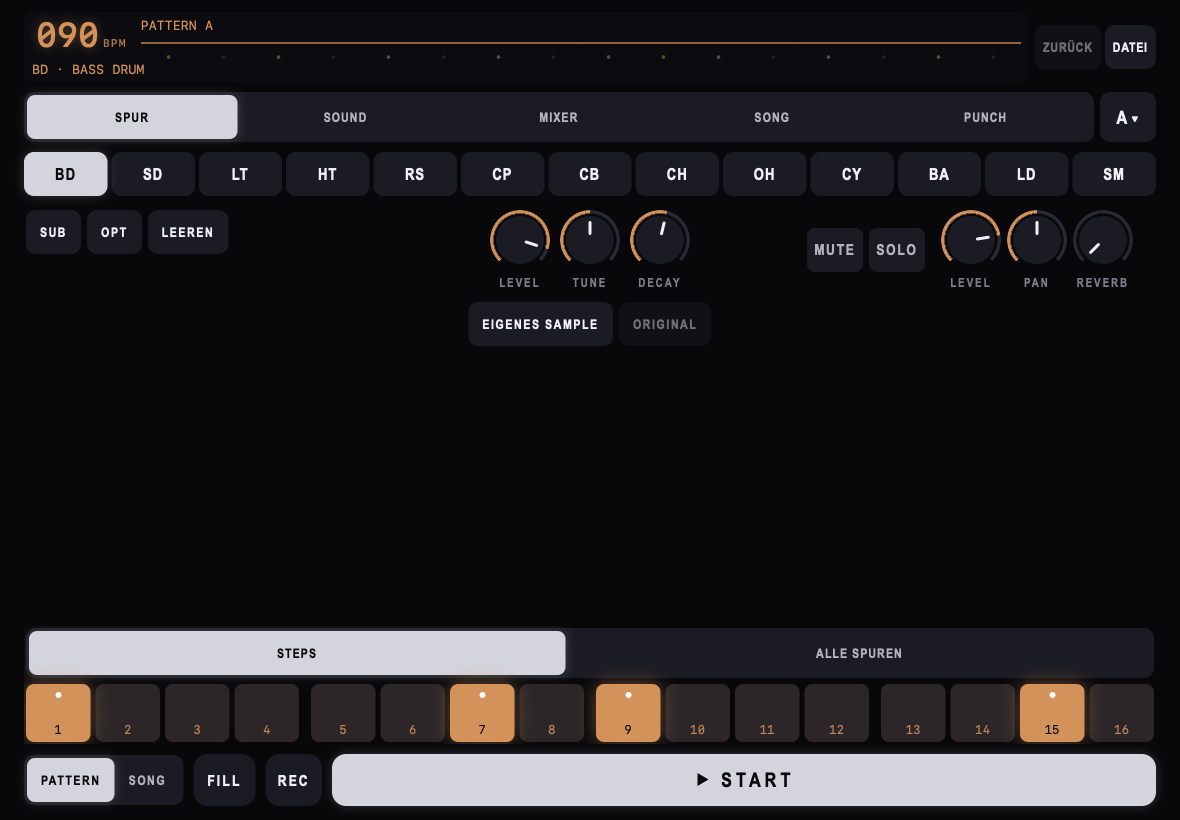 090 BPM
PATTERN A
BD · BASS DRUM
ZURÜCK
DATEI
SPUR
SOUND
MIXER
SONG
PUNCH
A ▾
BD SD LT HT RS CP CB CH OH CY BA LD SM
SUB
OPT
LEEREN
LEVEL TUNE DECAY
MUTE
SOLO
LEVEL PAN REVERB
EIGENES SAMPLE
ORIGINAL
STEPS
ALLE SPUREN
1 2 3 4 5 6 7 8 9 10 11 12 13 14 15 16
PATTERN
SONG
FILL
REC
▶ START